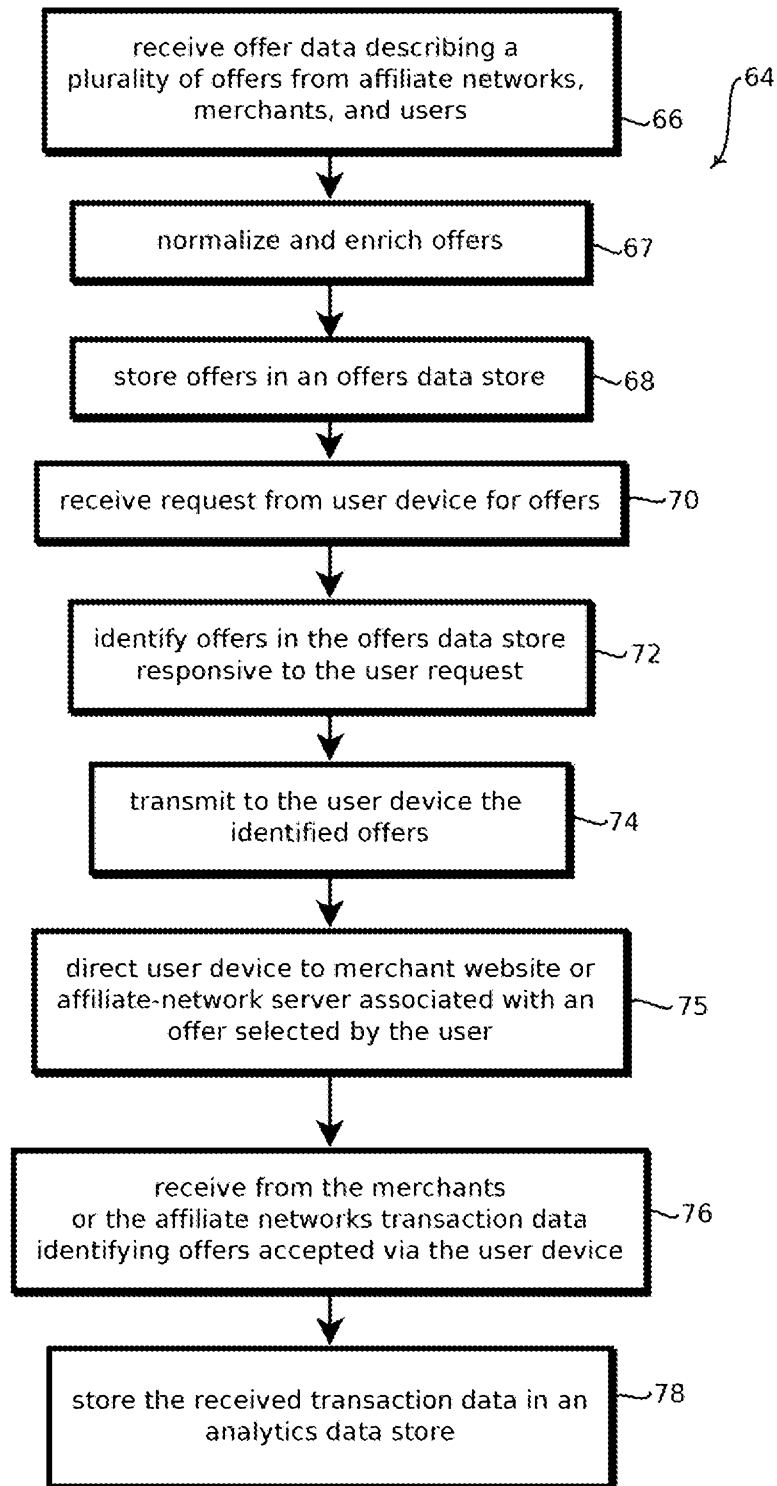 receive offer data describing a
plurality of offers from affiliate networks,
merchants, and users
64
66
normalize and enrich offers
67
store offers in an offers data store
68
receive request from user device for offers
70
identify offers in the offers data store
responsive to the user request
72
transmit to the user device the
identified offers
74
direct user device to merchant website or
affiliate-network server associated with an
offer selected by the user
75
receive from the merchants
or the affiliate networks transaction data
identifying offers accepted via the user device
76
store the received transaction data in an
analytics data store
78